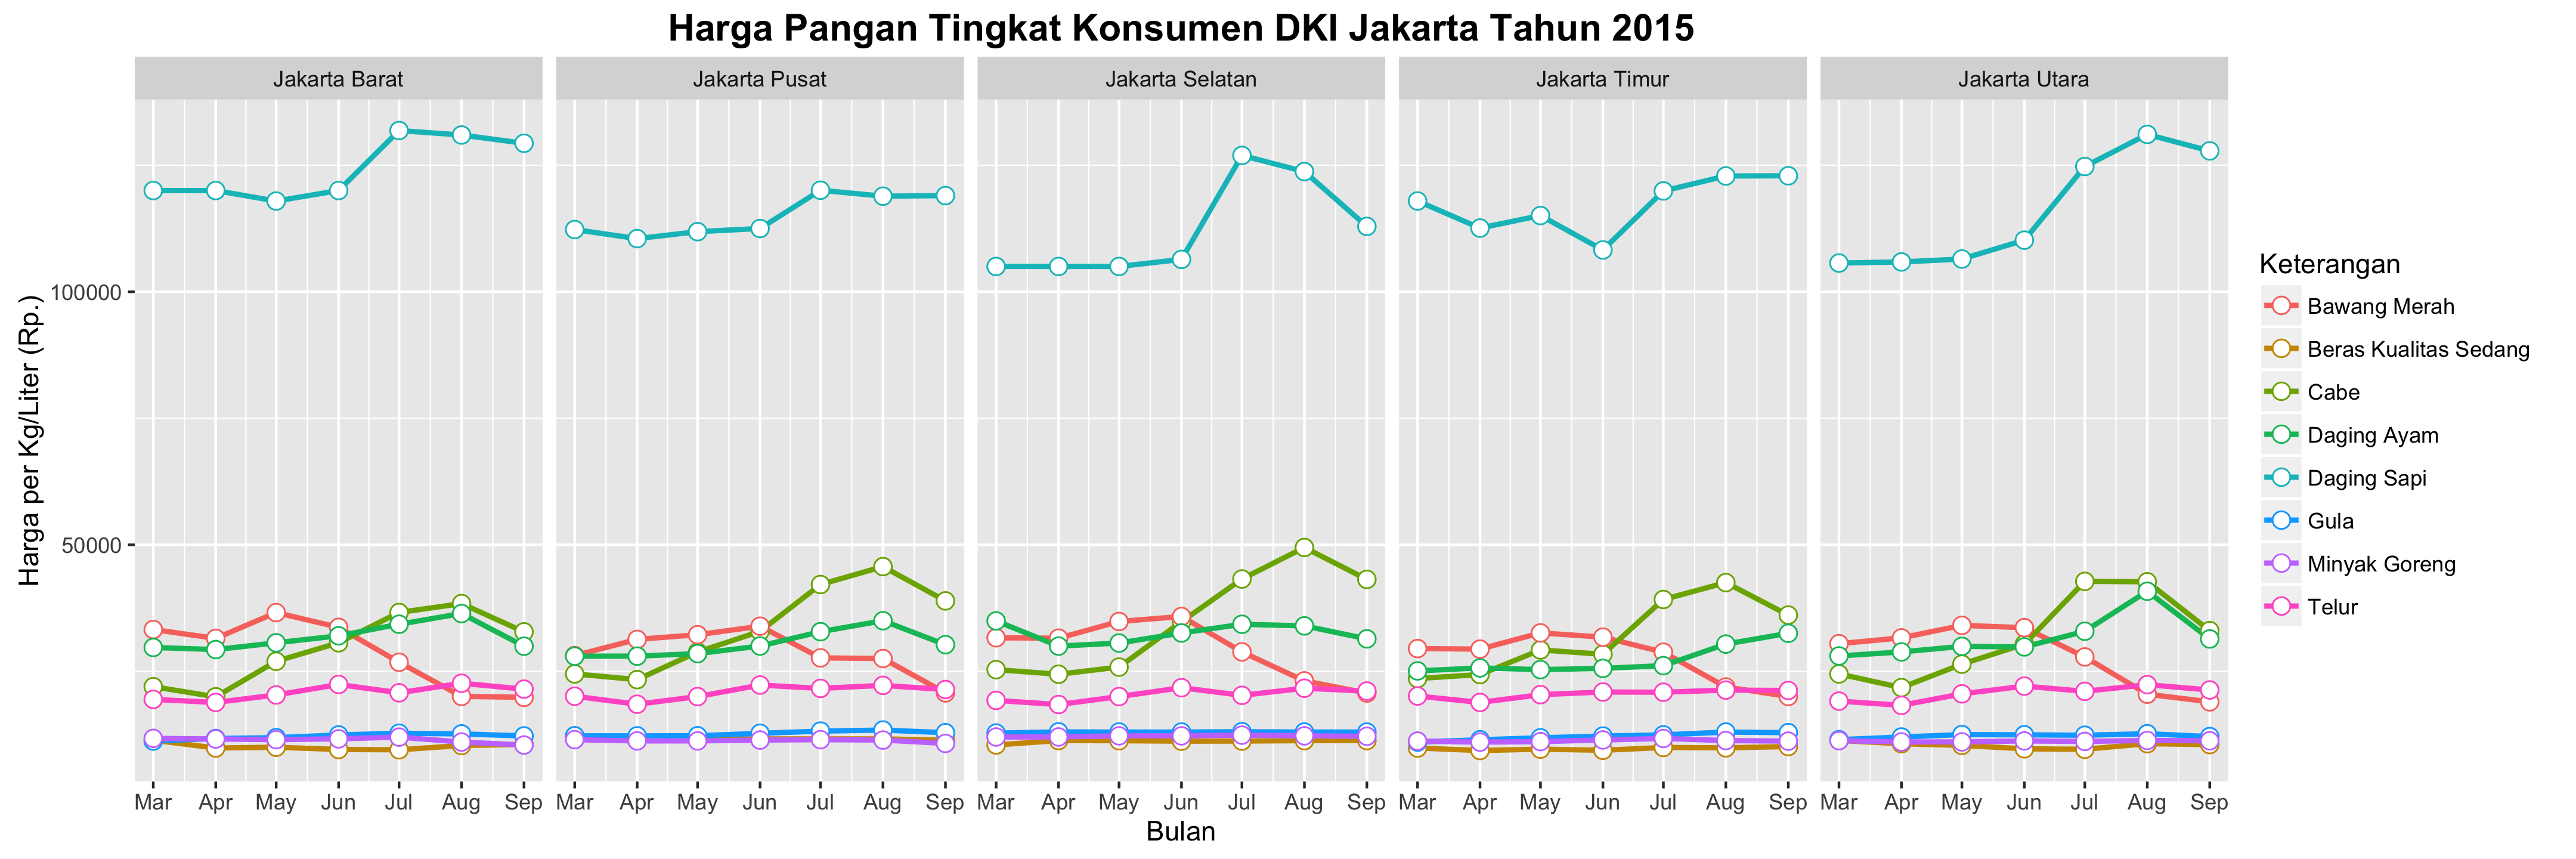 Harga Pangan Tingkat Konsumen DKI Jakarta Tahun 2015
Jakarta Barat
Jakarta Pusat
Jakarta Selatan
Jakarta Timur
Jakarta Utara
Harga per Kg/Liter (Rp.)
100000
50000
Mar Apr May Jun Jul Aug Sep
Mar Apr May Jun Jul Aug Sep
Mar Apr May Jun Jul Aug Sep
Mar Apr May Jun Jul Aug Sep
Mar Apr May Jun Jul Aug Sep
Bulan
Keterangan
Bawang Merah
Beras Kualitas Sedang
Cabe
Daging Ayam
Daging Sapi
Gula
Minyak Goreng
Telur